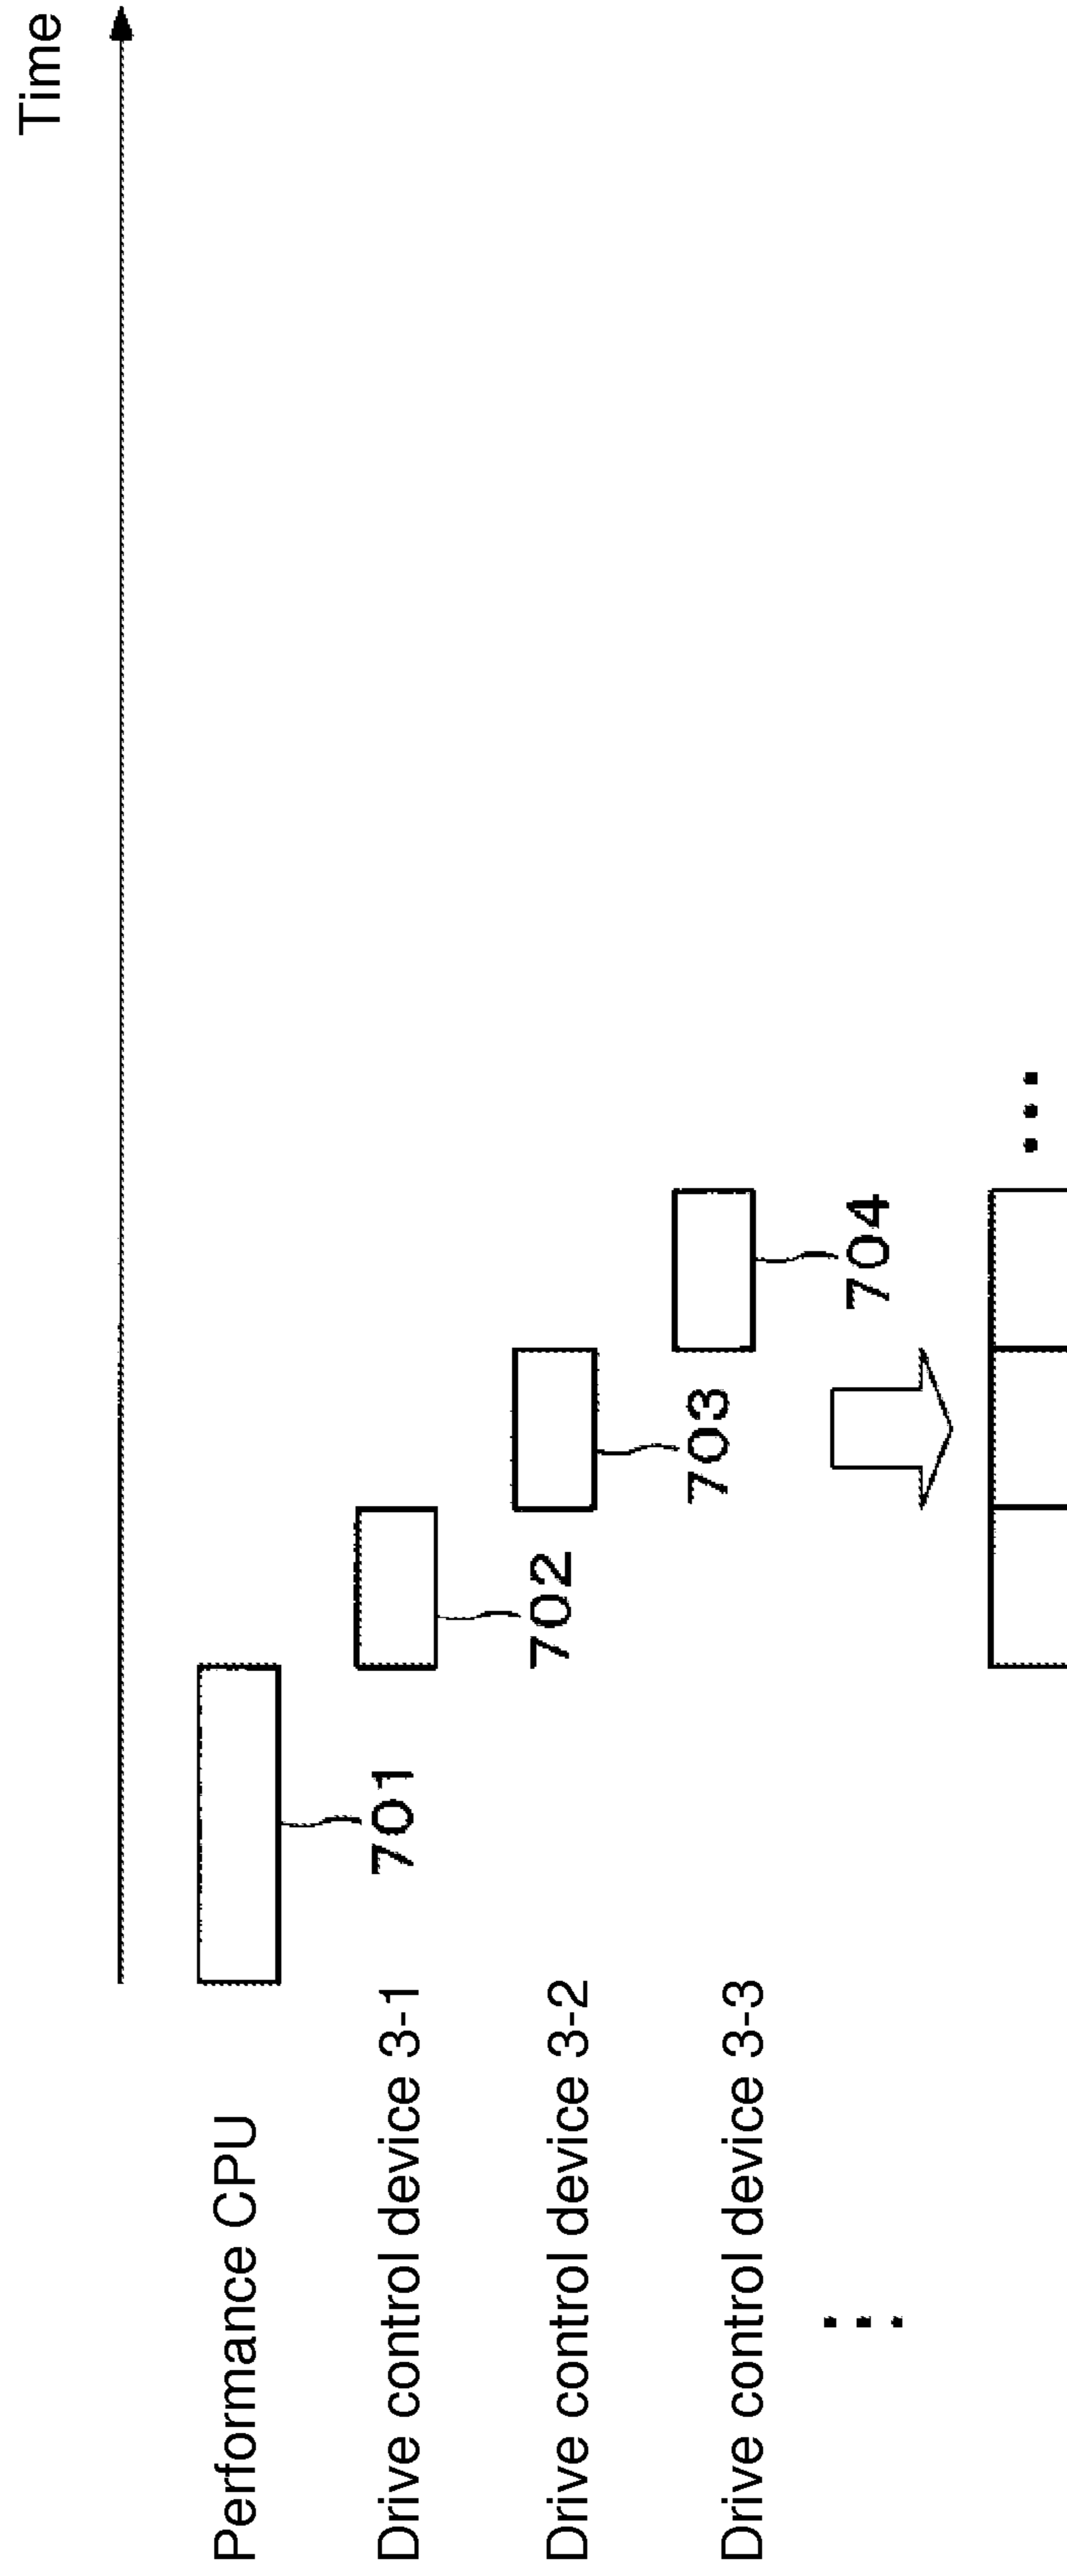 Time
Performance CPU
701
Drive control device 3-1
702
Drive control device 3-2
703
Drive control device 3-3
704